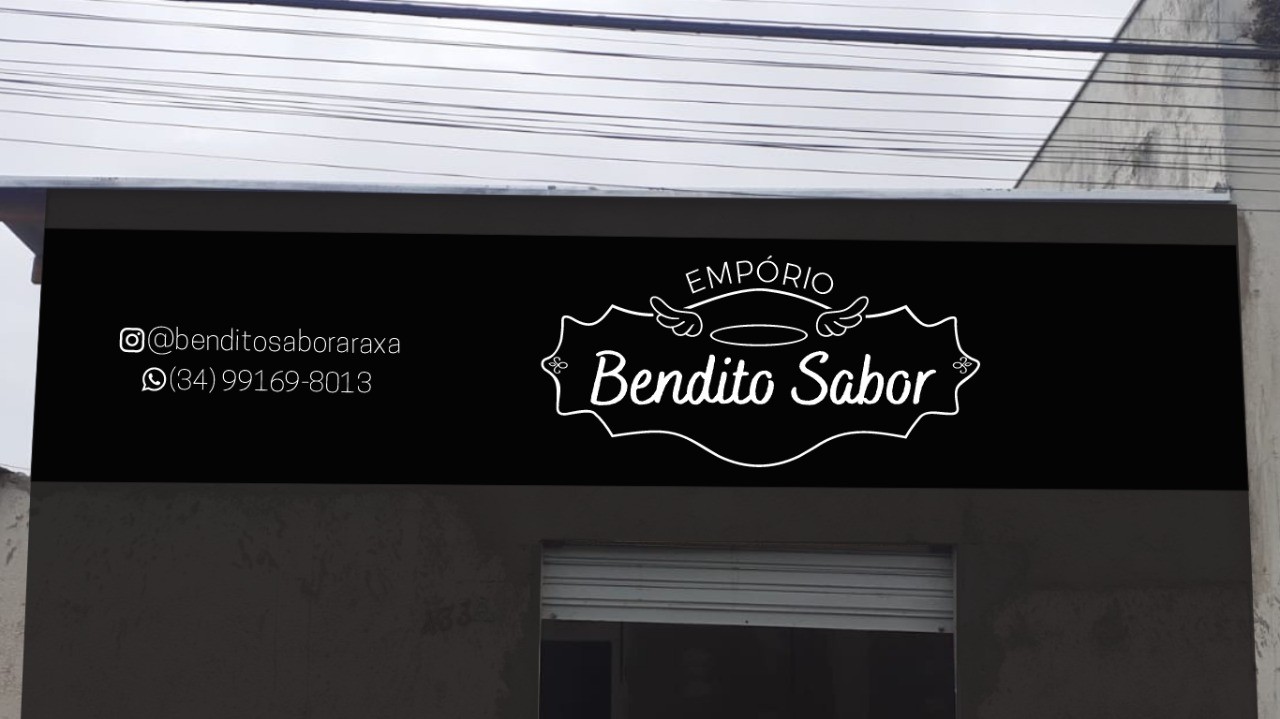 EMPÓRIO
Bendito Sabor
@benditosaboraraxa
(34) 99169-8013